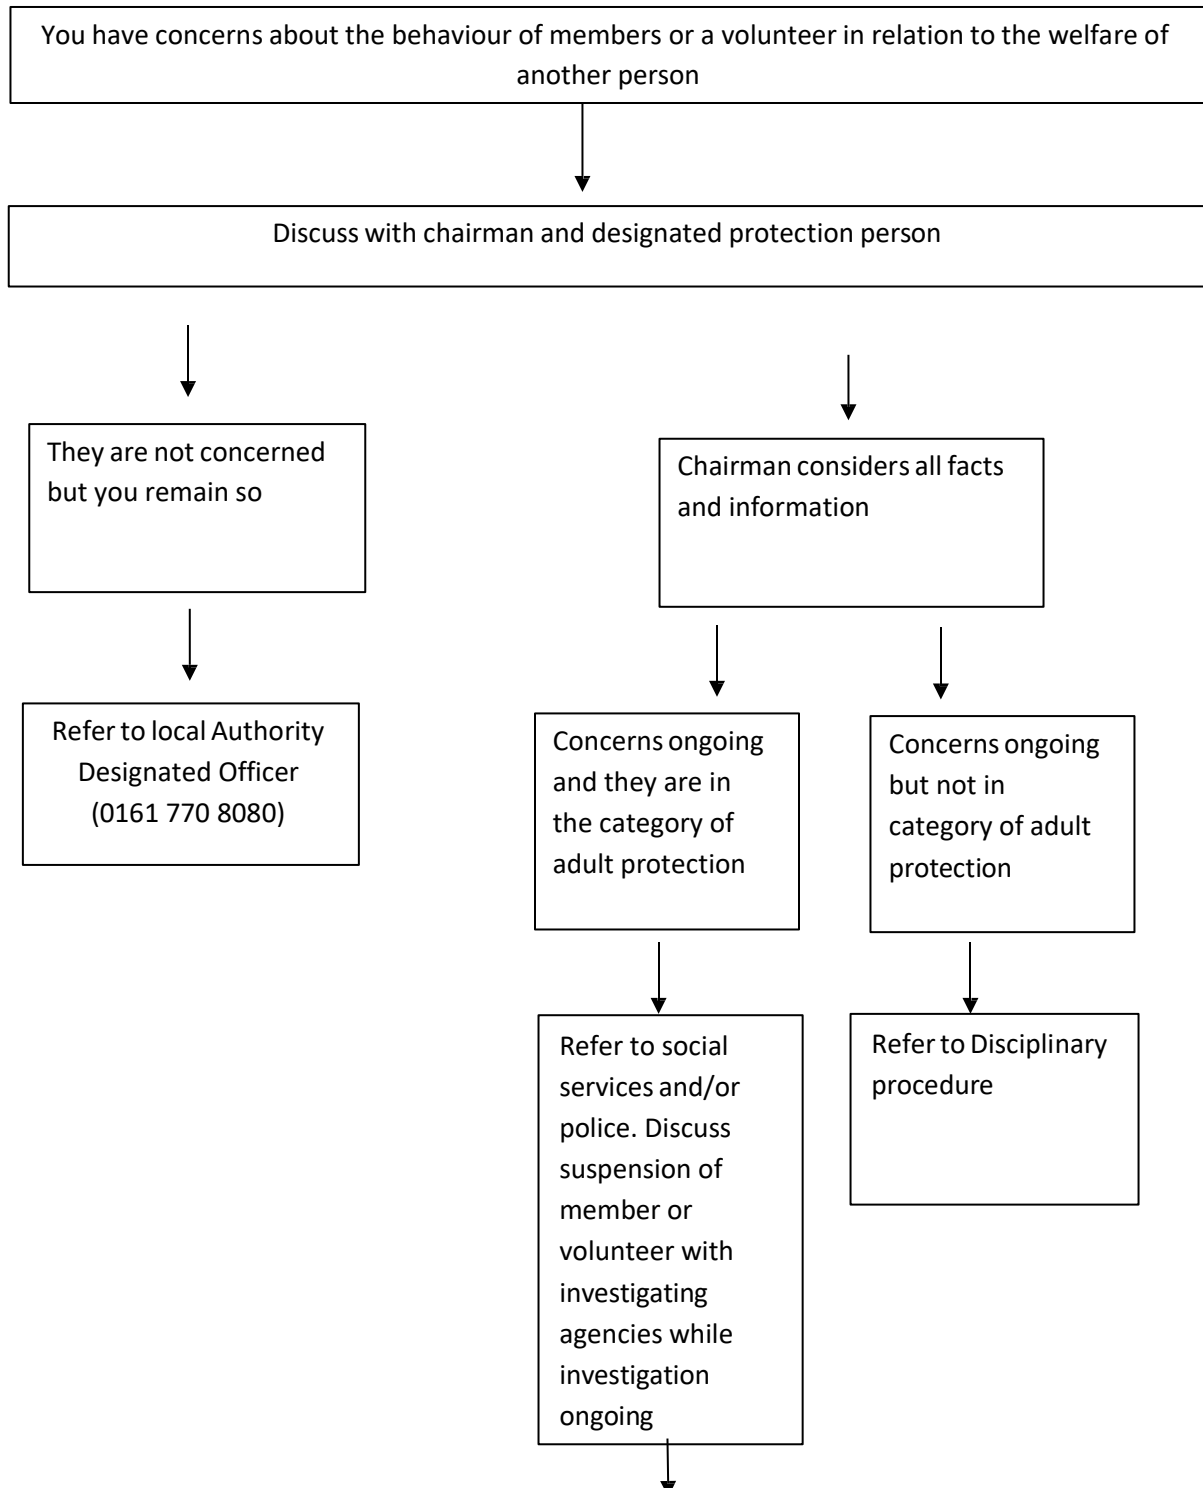 You have concerns about the behaviour of members or a volunteer in relation to the welfare of
another person
Discuss with chairman and designated protection person
They are not concerned
but you remain so
Chairman considers all facts
and information
Refer to local Authority
Designated Officer
(0161 770 8080)
Concerns ongoing
and they are in
the category of
adult protection
Concerns ongoing
but not in
category of adult
protection
Refer to social
services and/or
police. Discuss
suspension of
member or
volunteer with
investigating
agencies while
investigation
ongoing
Refer to Disciplinary
procedure